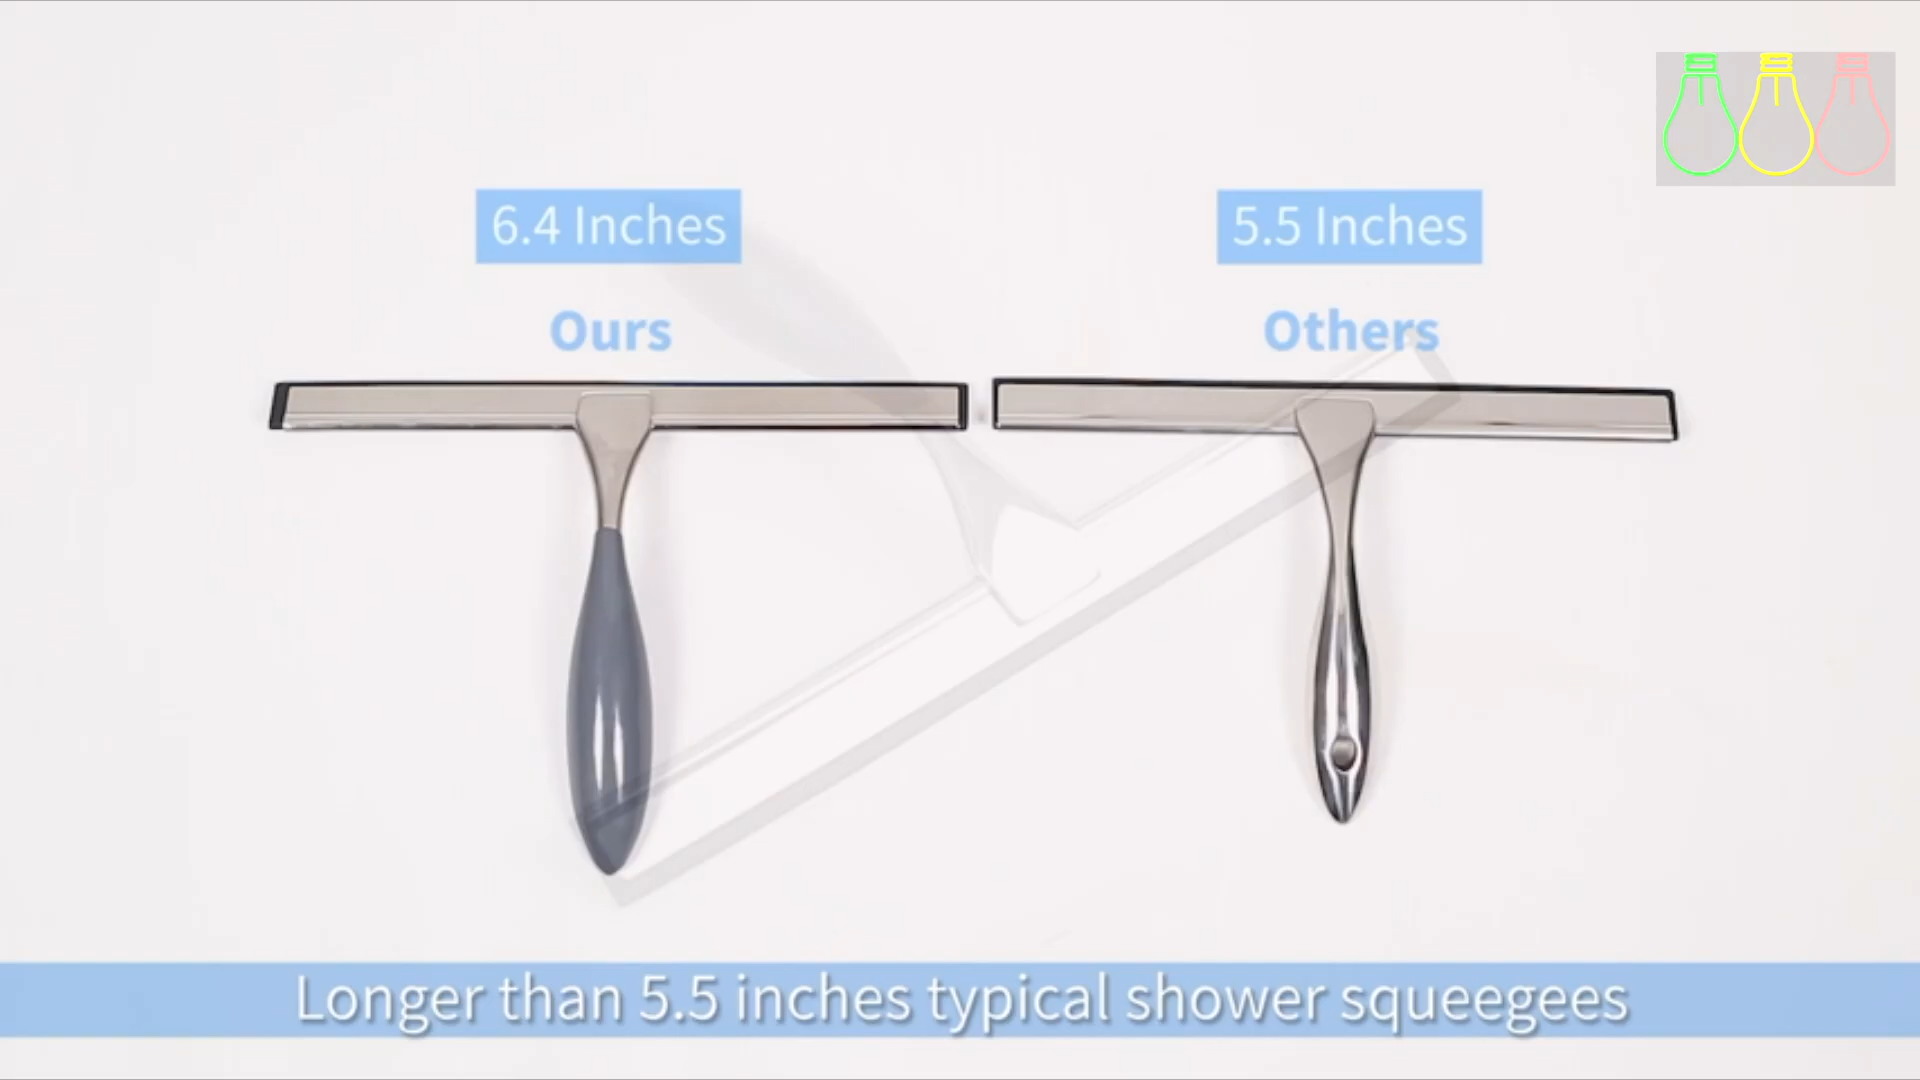 6.4 Inches
5.5 Inches
Ours
Others
Longer than 5.5 inches typical shower squeegees